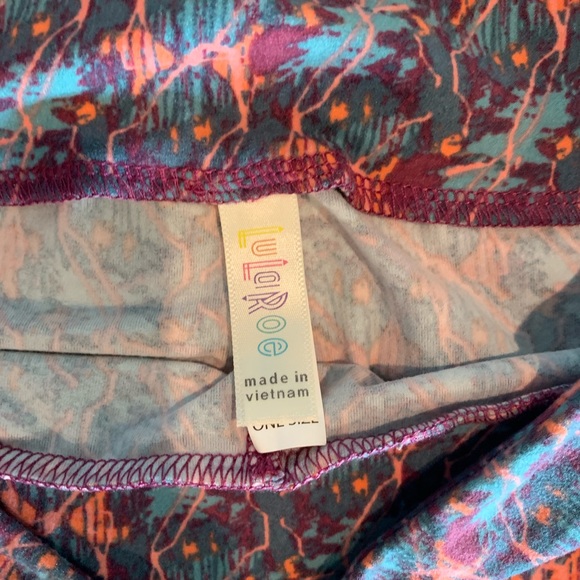 LuLaRoe
made in
vietnam
ONE SIZE